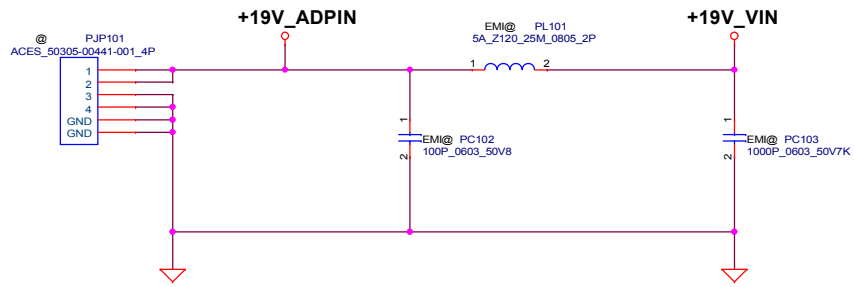 +19V_ADPIN
+19V_VIN
@ PJP101
ACES_50305-00441-001_4P
EMI@ PL101
5A_Z120_25M_0805_2P
1
2
3
4
GND
GND
1 2
1
EMI@ PC102
100P_0603_50V8
2
1
EMI@ PC103
1000P_0603_50V7K
2